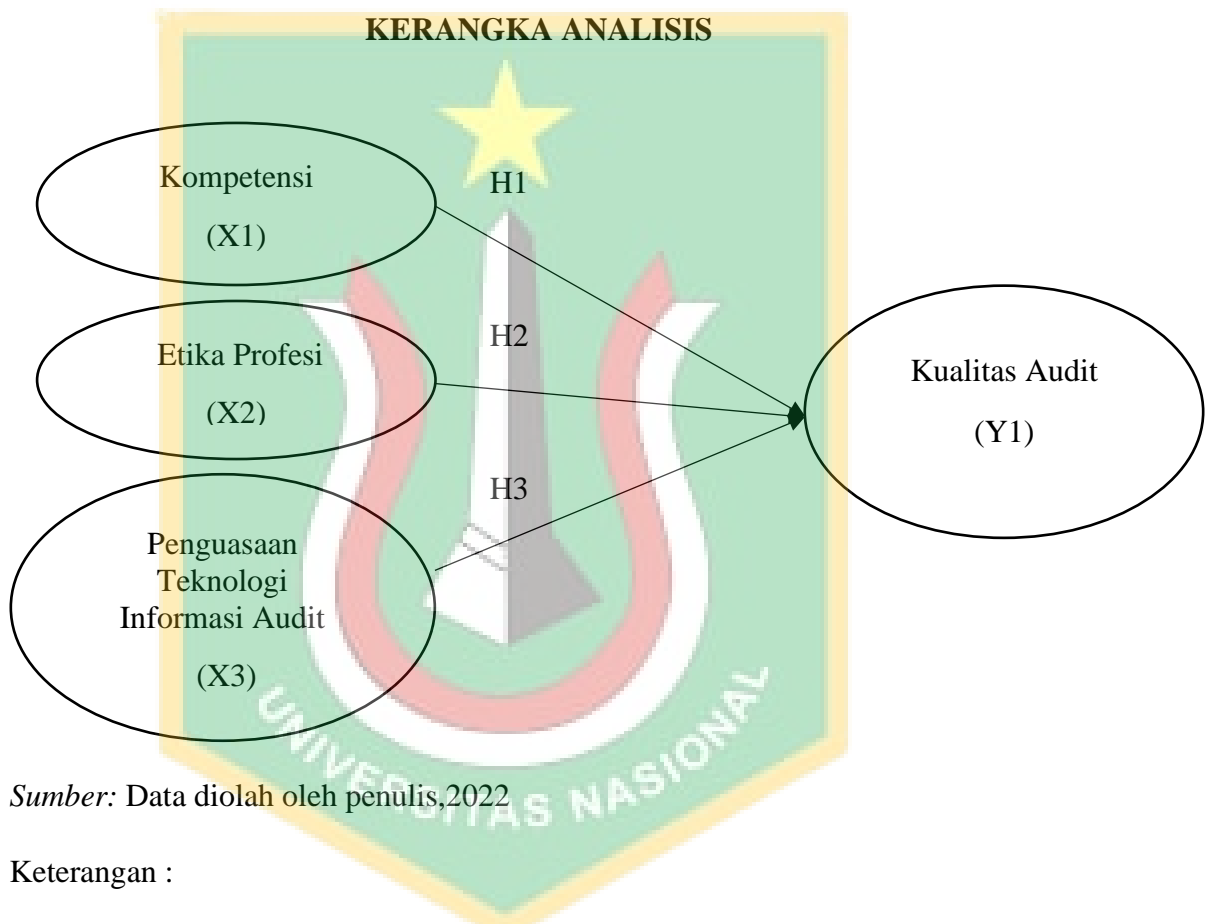 KERANGKA ANALISIS
Kompetensi
(X1)
H1
Etika Profesi
(X2)
H2
Penguasaan
Teknologi
Informasi Audit
(X3)
H3
Kualitas Audit
(Y1)
UNIVERSITAS NASIONAL
Sumber: Data diolah oleh penulis,2022
Keterangan :